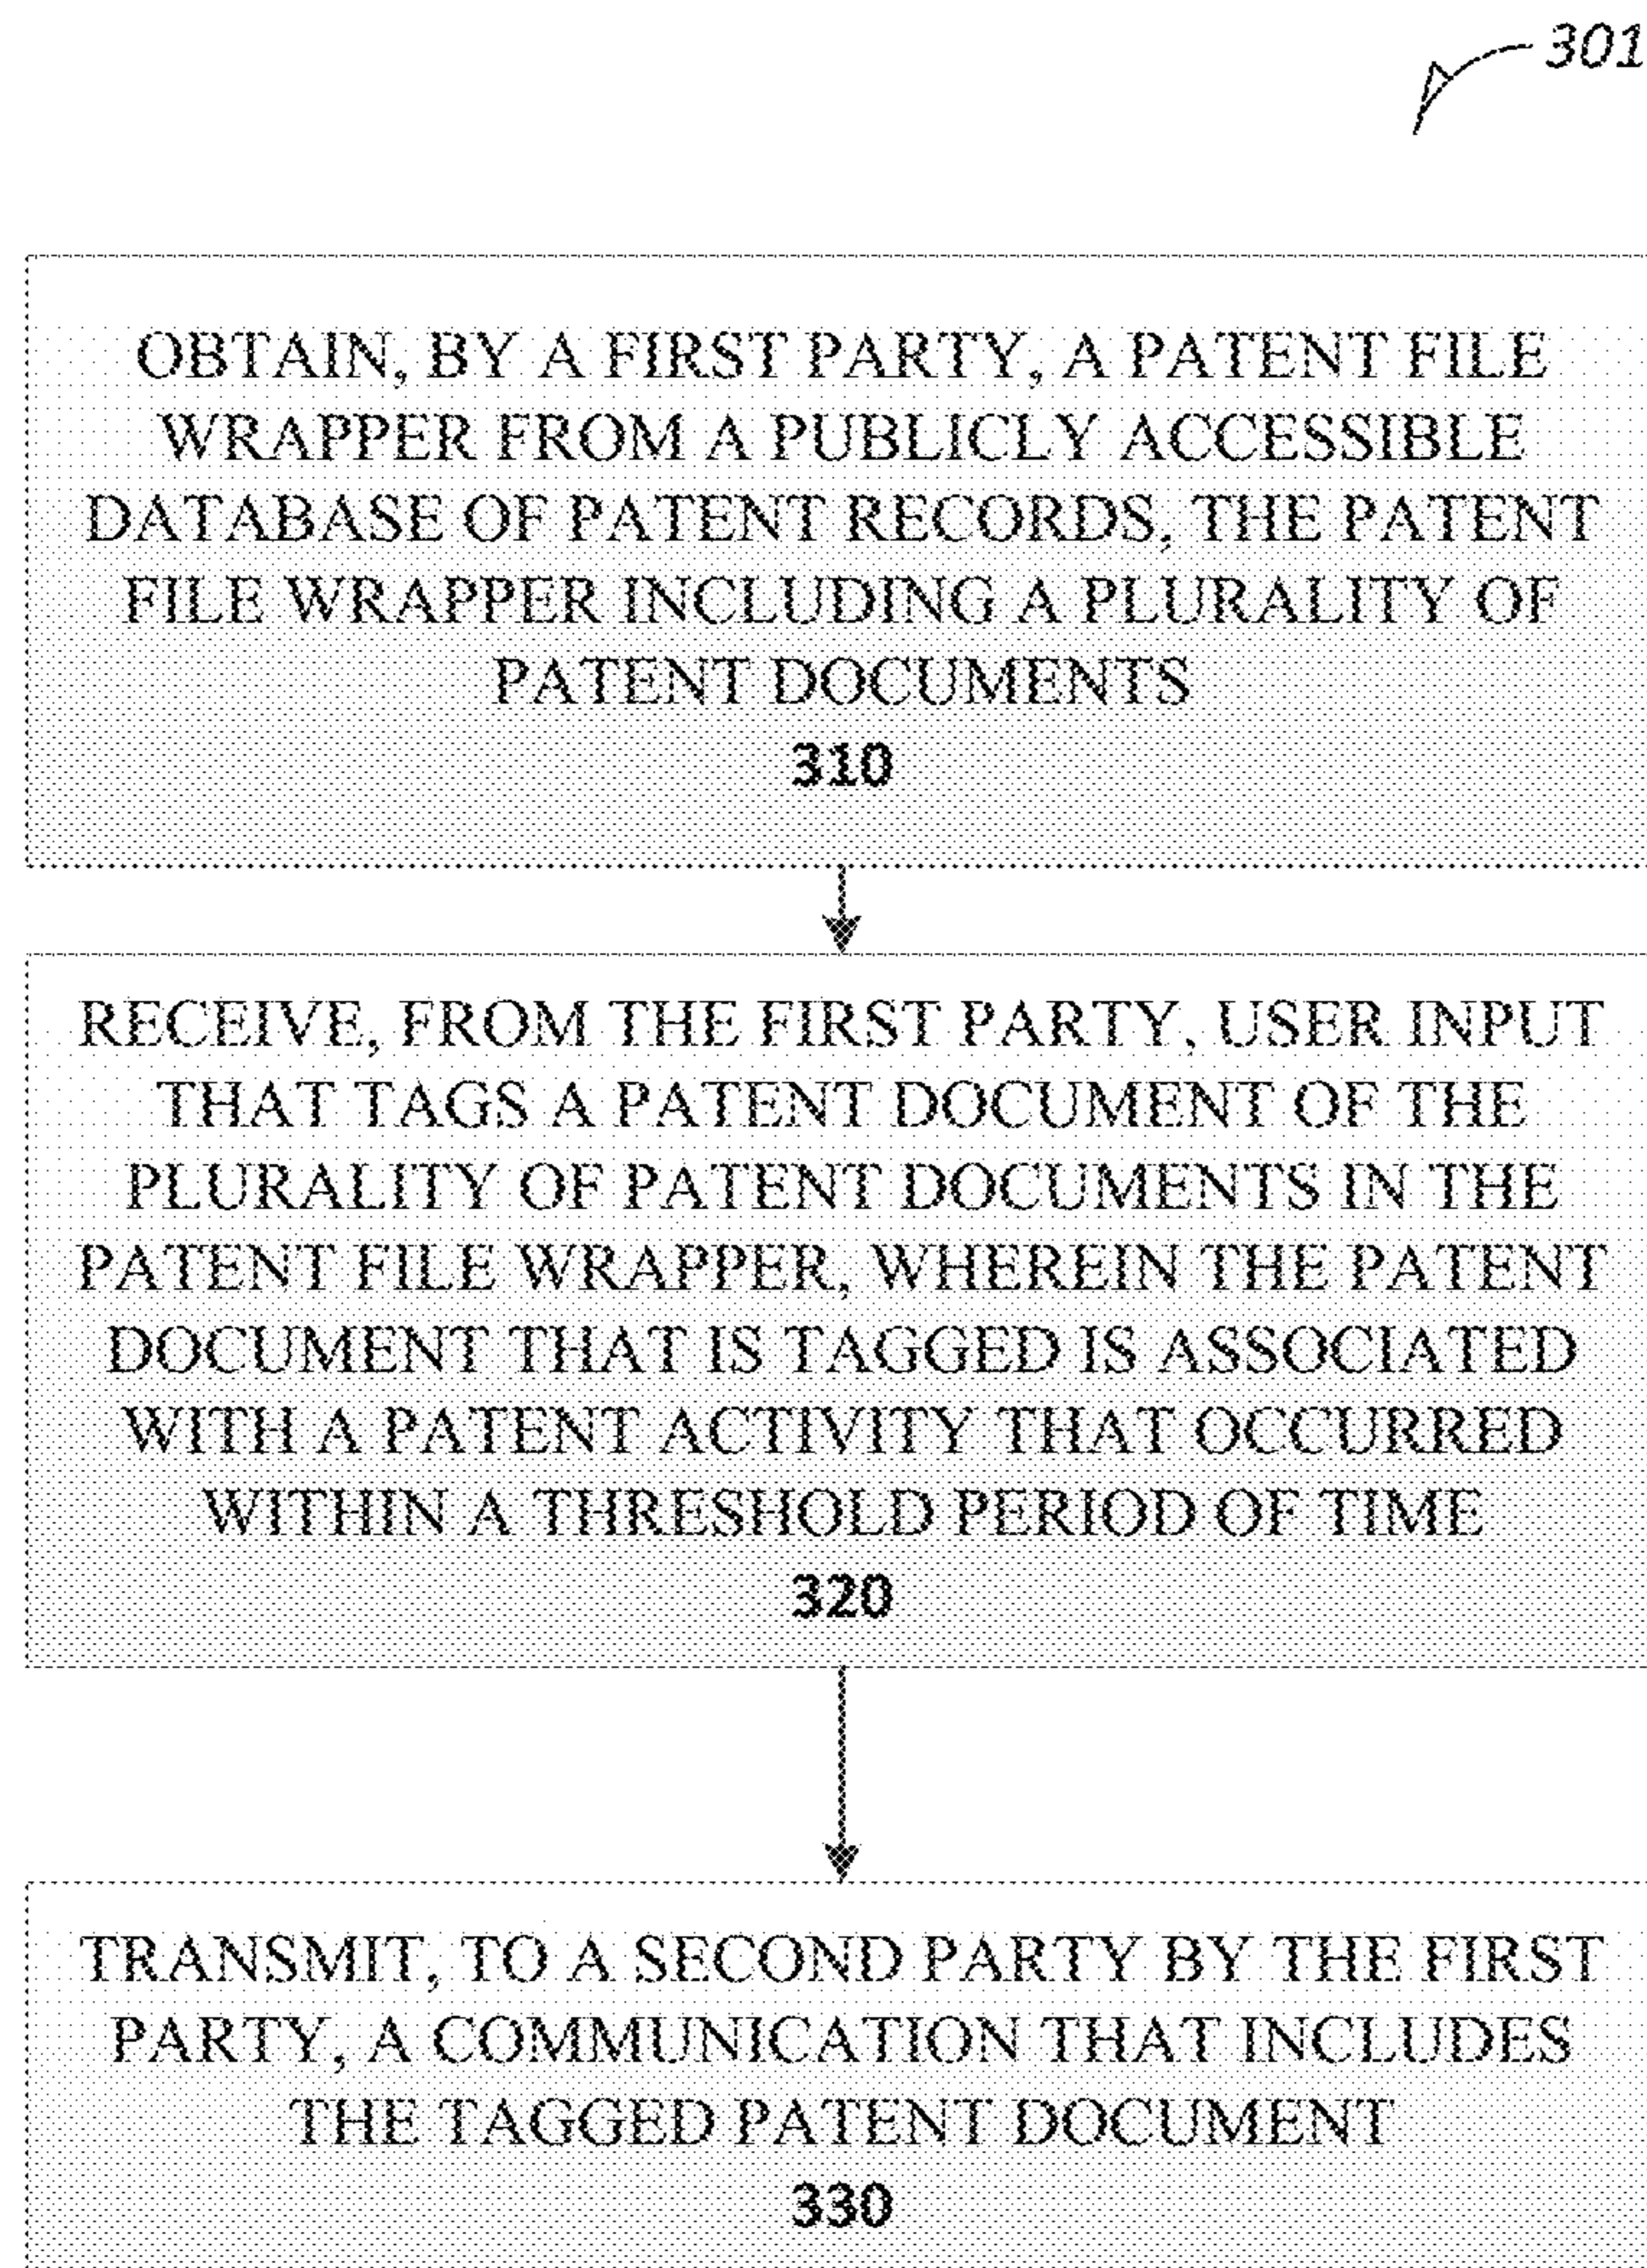 301
OBTAIN, BY A FIRST PARTY, A PATENT FILE
WRAPPER FROM A PUBLICLY ACCESSIBLE
DATABASE OF PATENT RECORDS, THE PATENT
FILE WRAPPER INCLUDING A PLURALITY OF
PATENT DOCUMENTS
310
RECEIVE, FROM THE FIRST PARTY, USER INPUT
THAT TAGS A PATENT DOCUMENT OF THE
PLURALITY OF PATENT DOCUMENTS IN THE
PATENT FILE WRAPPER, WHEREIN THE PATENT
DOCUMENT THAT IS TAGGED IS ASSOCIATED
WITH A PATENT ACTIVITY THAT OCCURRED
WITHIN A THRESHOLD PERIOD OF TIME
320
TRANSMIT, TO A SECOND PARTY BY THE FIRST
PARTY, A COMMUNICATION THAT INCLUDES
THE TAGGED PATENT DOCUMENT
330